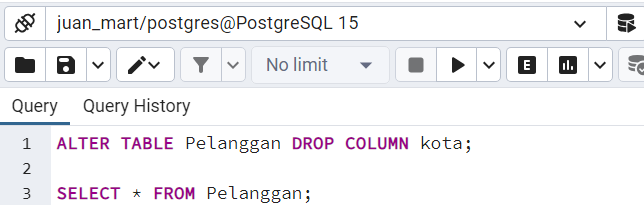 juan_mart/postgres@PostgreSQL 15
No limit
E
Query Query History
1 ALTER TABLE Pelanggan DROP COLUMN kota;
2
3 SELECT * FROM Pelanggan;